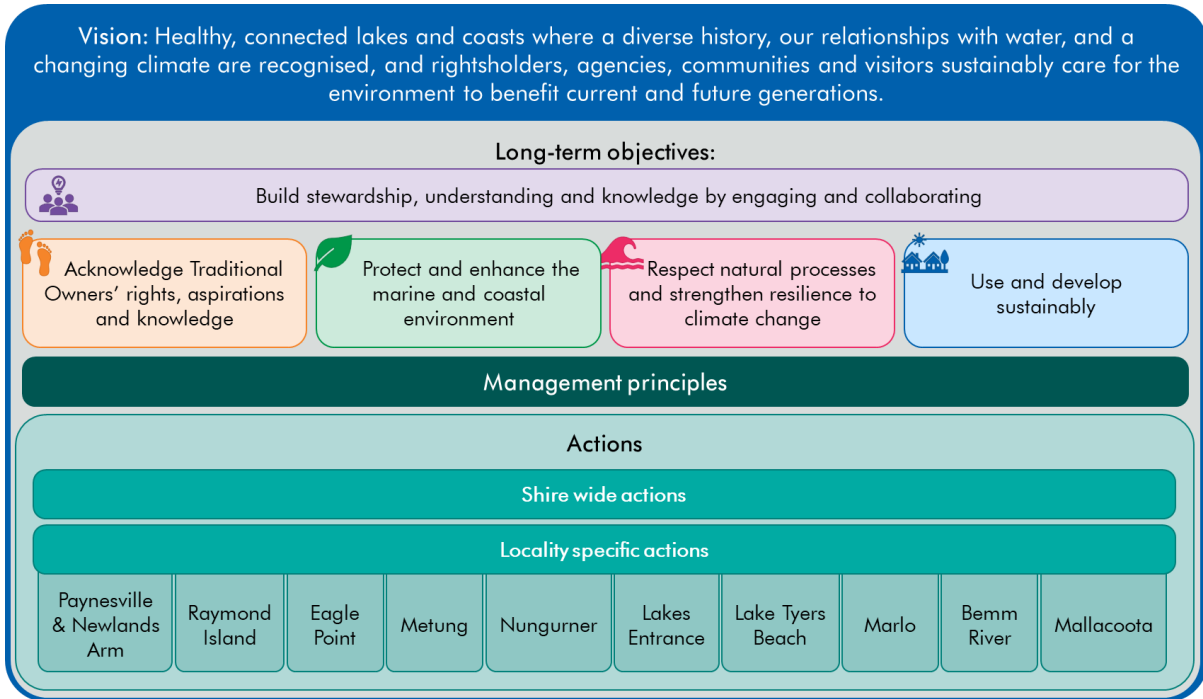 Vision: Healthy, connected lakes and coasts where a diverse history, our relationships with water, and a
changing climate are recognised, and rightsholders, agencies, communities and visitors sustainably care for the
environment to benefit current and future generations.
Long-term objectives:
Build stewardship, understanding and knowledge by engaging and collaborating
Acknowledge Traditional
Owners' rights, aspirations
and knowledge
Protect and enhance the
marine and coastal
environment
Respect natural processes
and strengthen resilience to
climate change
Use and develop
sustainably
Management principles
Actions
Shire wide actions
Locality specific actions
Paynesville
& Newlands
Arm
Raymond
Island
Eagle
Point
Metung
Nungurner
Lakes
Entrance
Lake Tyers
Beach
Marlo
Bemm
River
Mallacoota